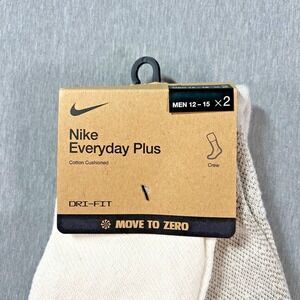 MEN 12 - 15 ×2
Nike
Everyday Plus
Cotton Cushioned
Crew
DRI-FIT
MOVE TO ZERO